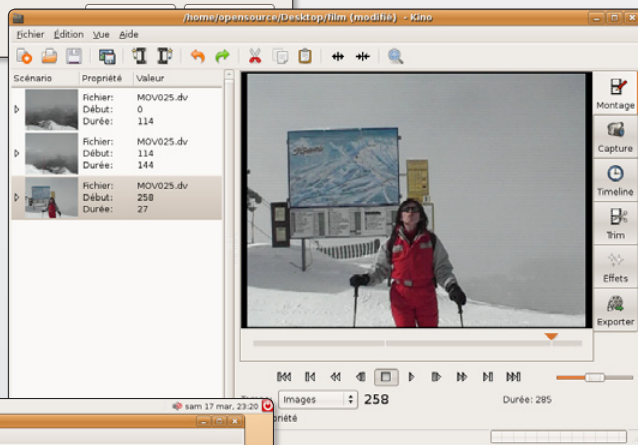 /home/opensource/Desktop/film (modifié) - Kino
Fichier Édition Vue Aide
Scénario Propriété Valeur
Fichier: MOV025.dv
Début: 0
Durée: 114
Fichier: MOV025.dv
Début: 114
Durée: 144
Fichier: MOV025.dv
Début: 258
Durée: 27
Montage
Capture
Timeline
Trim
Effets
Exporter
Images 258 Durée: 285
sam 17 mar, 23:20